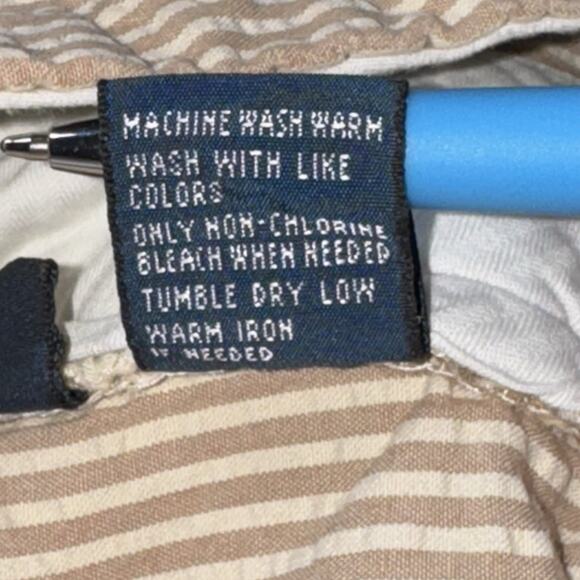 MACHINE WASH WARM
WASH WITH LIKE
COLORS
ONLY NON-CHLORINE
BLEACH WHEN NEEDED
TUMBLE DRY LOW
WARM IRON
IF NEEDED